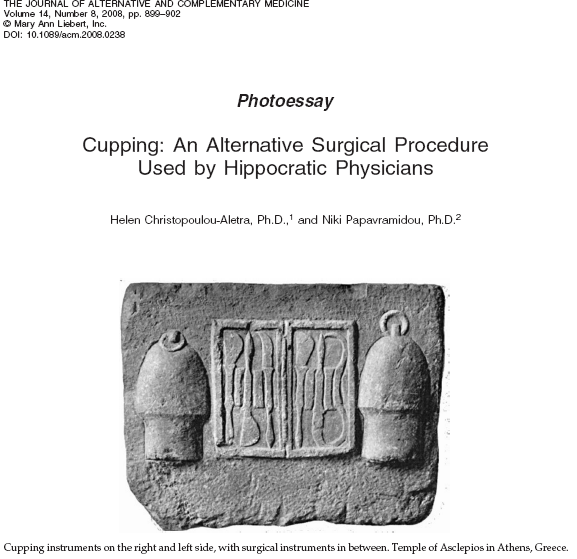 THE JOURNAL OF ALTERNATIVE AND COMPLEMENTARY MEDICINE
Volume 14, Number 8, 2008, pp. 899–902
© Mary Ann Liebert, Inc.
DOI: 10.1089/acm.2008.0238
Photoessay
Cupping: An Alternative Surgical Procedure
Used by Hippocratic Physicians
Helen Christopoulou-Aletra, Ph.D.,1 and Niki Papavramidou, Ph.D.2
Cupping instruments on the right and left side, with surgical instruments in between. Temple of Asclepios in Athens, Greece.